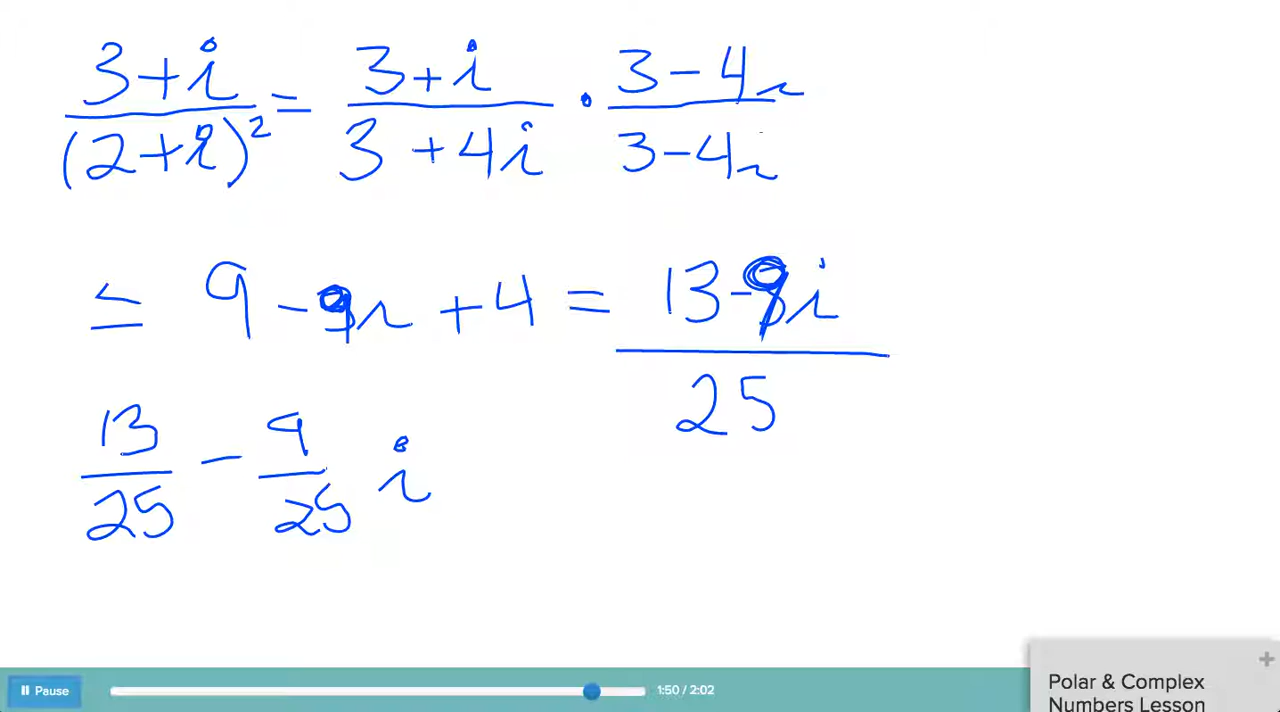 3+i/(2+i)² = 3+i/3+4i · 3-4i/3-4i
= 9 - 9i + 4 = 13-9i/25
13/25 - 9/25 i
Pause
1:50 / 2:02
Polar & Complex
Numbers Lesson